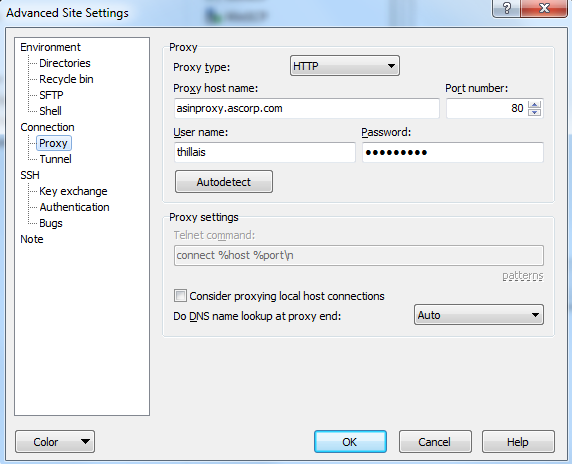 Advanced Site Settings
Environment
Directories
Recycle bin
SFTP
Shell
Connection
Proxy
Tunnel
SSH
Key exchange
Authentication
Bugs
Note
Proxy
Proxy type: HTTP
Proxy host name: Port number:
asinproxy.ascorp.com 80
User name: Password:
thillais ●●●●●●●●●
Autodetect
Proxy settings
Telnet command:
connect %host %port\n
patterns
Consider proxying local host connections
Do DNS name lookup at proxy end: Auto
Color OK Cancel Help